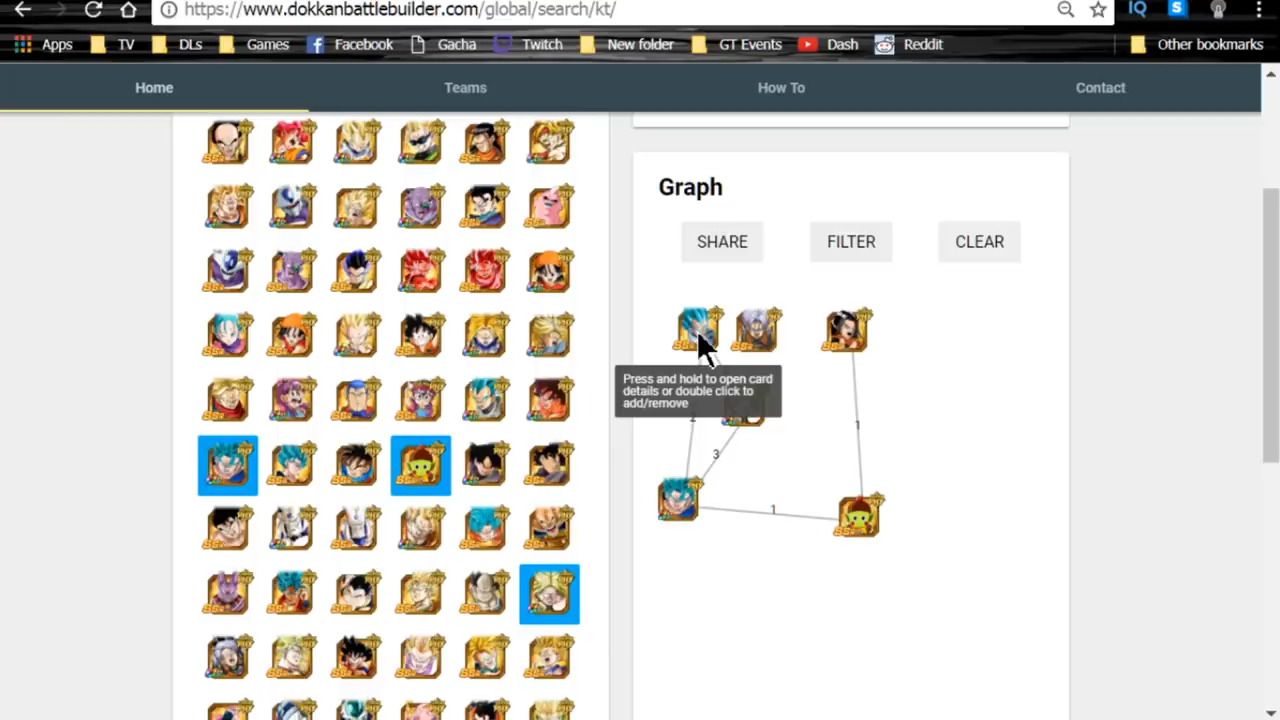 https://www.dokkanbattlebuilder.com/global/search/kt/
IQ
S
Apps
TV
DLs
Games
Facebook
Gacha
Twitch
New folder
GT Events
Dash
Reddit
Other bookmarks
Home
Teams
How To
Contact
Graph
SHARE
FILTER
CLEAR
Press and hold to open card
details or double click to
add/remove
2
3
1
1